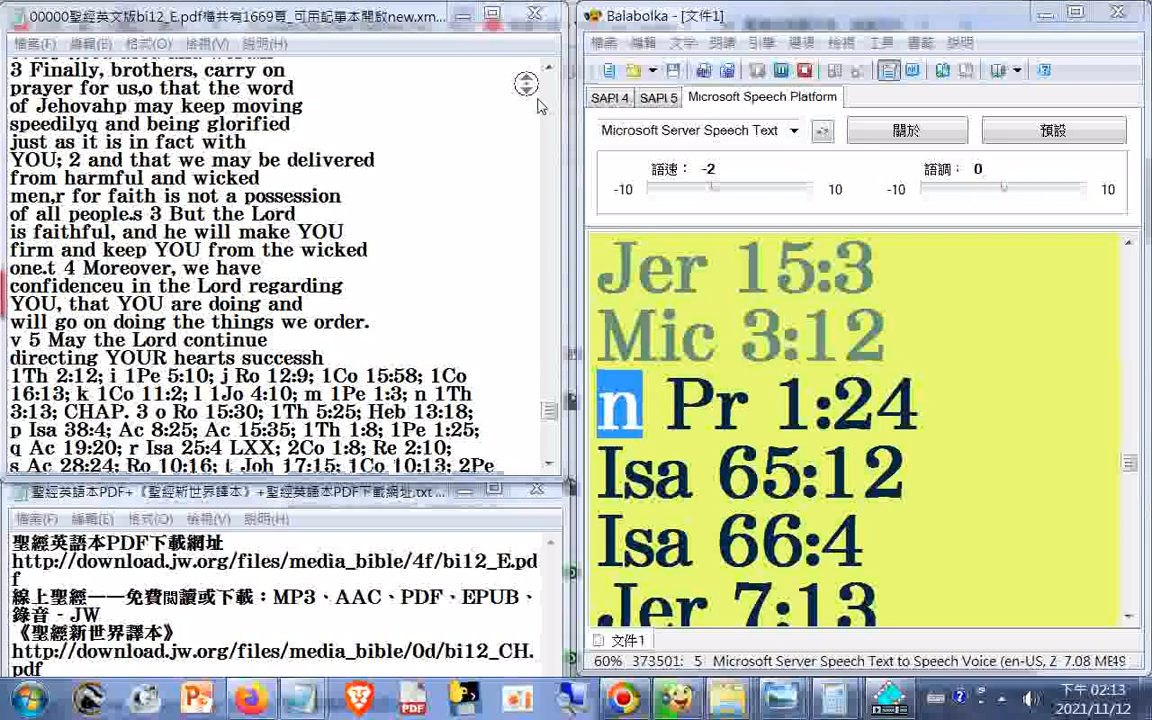 00000聖經英文版bi12_E.pdf檔共有1669頁_可用記事本開啟new.xm...
檔案(F) 編輯(E) 格式(O) 檢視(V) 說明(H)
3 Finally, brothers, carry on
prayer for us,o that the word
of Jehovahp may keep moving
speedilyq and being glorified
just as it is in fact with
YOU; 2 and that we may be delivered
from harmful and wicked
men,r for faith is not a possession
of all people.s 3 But the Lord
is faithful, and he will make YOU
firm and keep YOU from the wicked
one.t 4 Moreover, we have
confidenceu in the Lord regarding
YOU, that YOU are doing and
will go on doing the things we order.
v 5 May the Lord continue
directing YOUR hearts successh
1Th 2:12; i 1Pe 5:10; j Ro 12:9; 1Co 15:58; 1Co
16:13; k 1Co 11:2; l 1Jo 4:10; m 1Pe 1:3; n 1Th
3:13; CHAP. 3 o Ro 15:30; 1Th 5:25; Heb 13:18;
p Isa 38:4; Ac 8:25; Ac 15:35; 1Th 1:8; 1Pe 1:25;
q Ac 19:20; r Isa 25:4 LXX; 2Co 1:8; Re 2:10;
s Ac 28:24; Ro 10:16; t Joh 17:15; 1Co 10:13; 2Pe
聖經英語本PDF+《聖經新世界譯本》+聖經英語本PDF下載網址.txt ...
檔案(F) 編輯(E) 格式(O) 檢視(V) 說明(H)
聖經英語本PDF下載網址
http://download.jw.org/files/media_bible/4f/bi12_E.pd
f
線上聖經——免費閱讀或下載：MP3、AAC、PDF、EPUB、
錄音 - JW
《聖經新世界譯本》
http://download.jw.org/files/media_bible/0d/bi12_CH.
pdf
Balabolka - [文件1]
檔案 編輯 文字 朗讀 引擎 選項 檢視 工具 書籤 說明
SAPI 4 SAPI 5 Microsoft Speech Platform
Microsoft Server Speech Text 關於 預設
語速： -2 語調： 0
-10 10 -10 10
Jer 15:3
Mic 3:12
n Pr 1:24
Isa 65:12
Isa 66:4
Jer 7:13
文件1
60% 373501: 5 Microsoft Server Speech Text to Speech Voice (en-US, Z 7.08 ME49
PDF
下午 02:13
2021/11/12